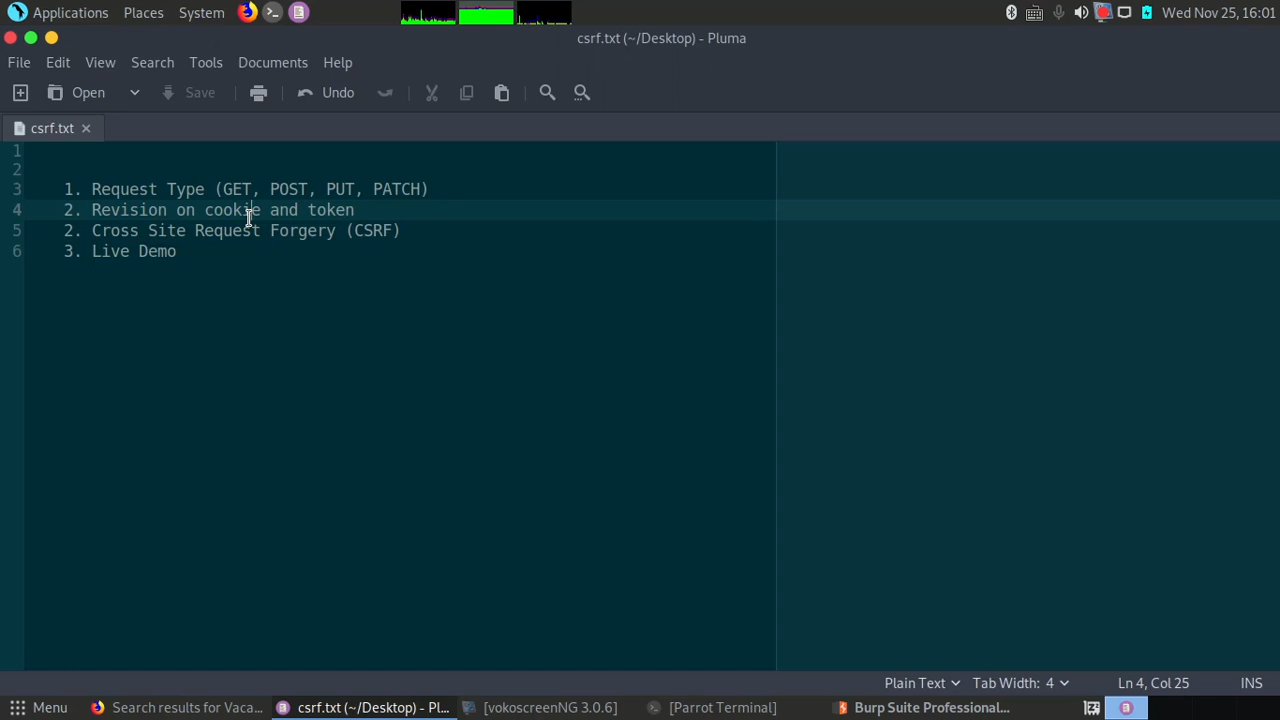 Applications Places System Wed Nov 25, 16:01
csrf.txt (~/Desktop) - Pluma
File Edit View Search Tools Documents Help
Open Save Undo
csrf.txt
1
2
3 1. Request Type (GET, POST, PUT, PATCH)
4 2. Revision on cookie and token
5 2. Cross Site Request Forgery (CSRF)
6 3. Live Demo
Plain Text Tab Width: 4 Ln 4, Col 25 INS
Menu Search results for Vaca... csrf.txt (~/Desktop) - Pl... [vokoscreenNG 3.0.6] [Parrot Terminal] Burp Suite Professional...